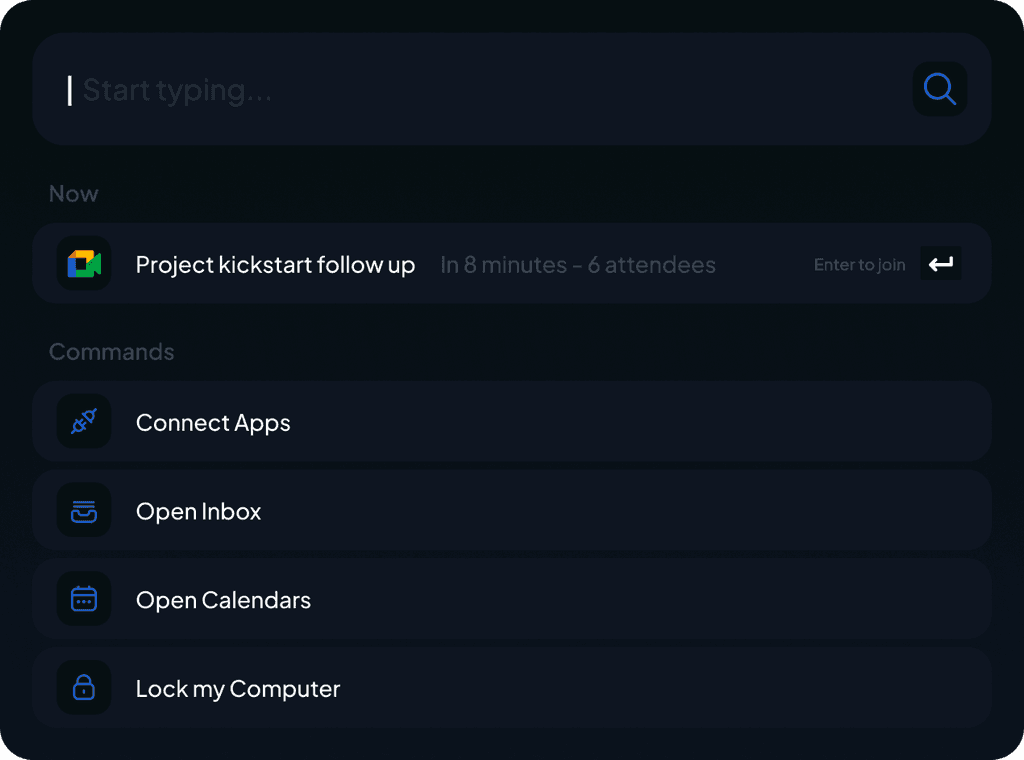 Start typing...
Now
Project kickstart follow up In 8 minutes - 6 attendees Enter to join
Commands
Connect Apps
Open Inbox
Open Calendars
Lock my Computer